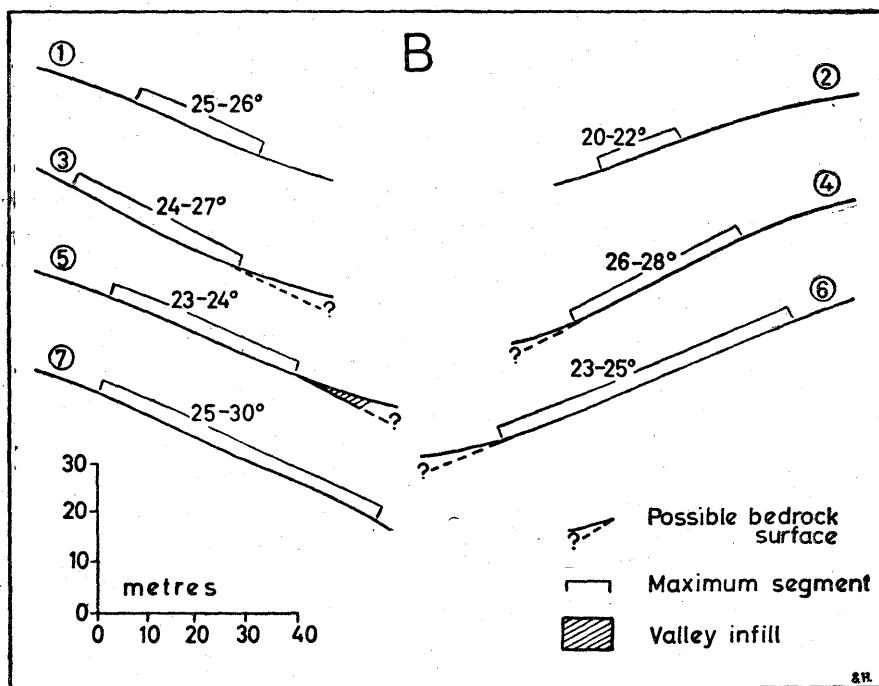 B
①
25-26°
②
20-22°
③
24-27°
?
④
26-28°
?
⑤
23-24°
?
⑥
23-25°
?
⑦
25-30°
30
20
10
0
metres
0 10 20 30 40
? Possible bedrock
surface
Maximum segment
Valley infill
S.H.